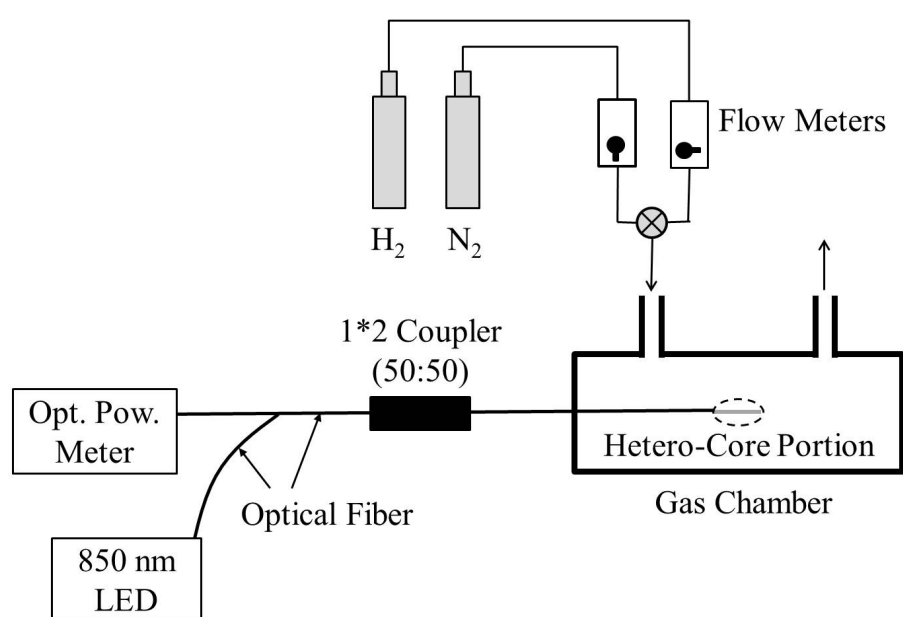 Flow Meters
H₂
N₂
1*2 Coupler
(50:50)
Opt. Pow.
Meter
Hetero-Core Portion
Gas Chamber
Optical Fiber
850 nm
LED